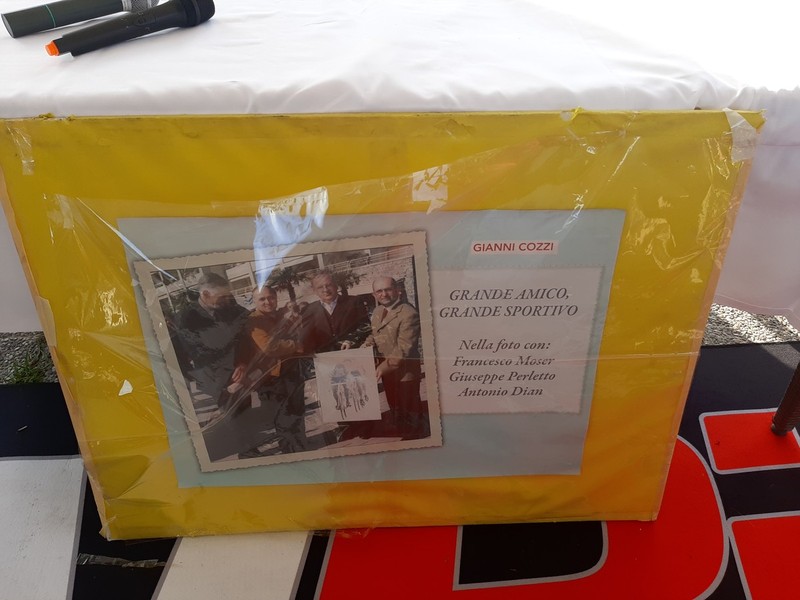 GIANNI COZZI
GRANDE AMICO,
GRANDE SPORTIVO
Nella foto con:
Francesco Moser
Giuseppe Perletto
Antonio Dian